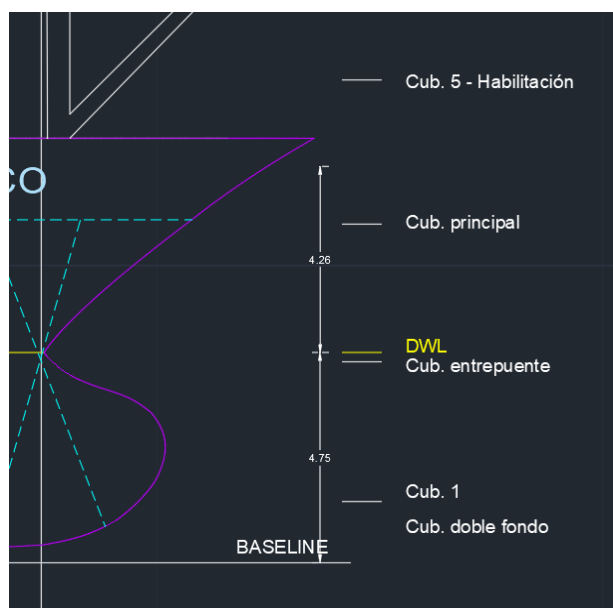 Cub. 5 - Habilitación
CO
Cub. principal
4.26
DWL
Cub. entrepuente
4.75
Cub. 1
Cub. doble fondo
BASELINE